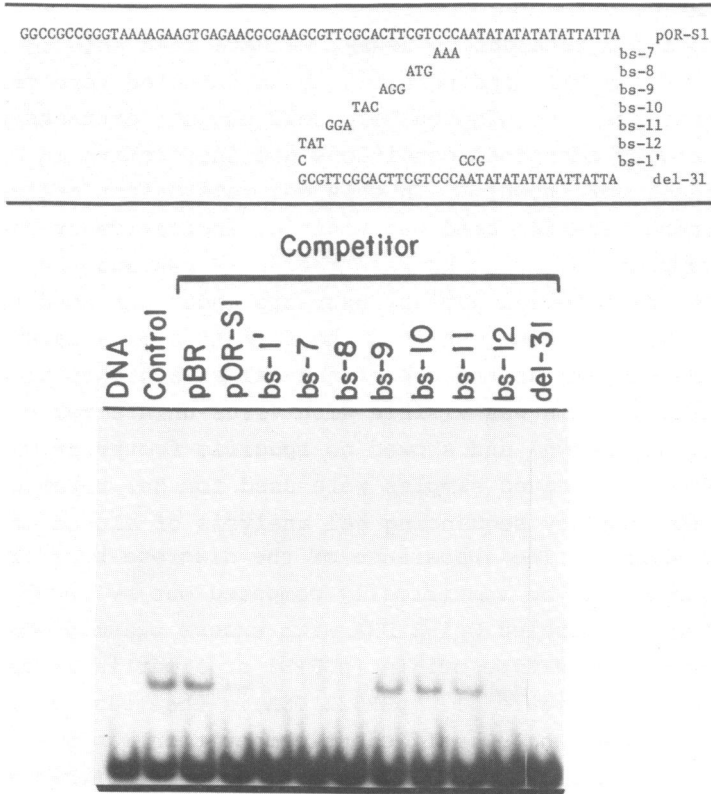 GGCCGCCGGGTAAAAGAAGTGAGAACGCGAAGCGTTCGCACTTCGTCCCAATATATATATATTATTA pOR-S1
AAA bs-7
ATG bs-8
AGG bs-9
TAC bs-10
GGA bs-11
TAT bs-12
C CCG bs-1'
GCGTTCGCACTTCGTCCCAATATATATATATTATTA del-31
Competitor
DNA
Control
pBR
pOR-S1
bs-1'
bs-7
bs-8
bs-9
bs-10
bs-11
bs-12
del-31